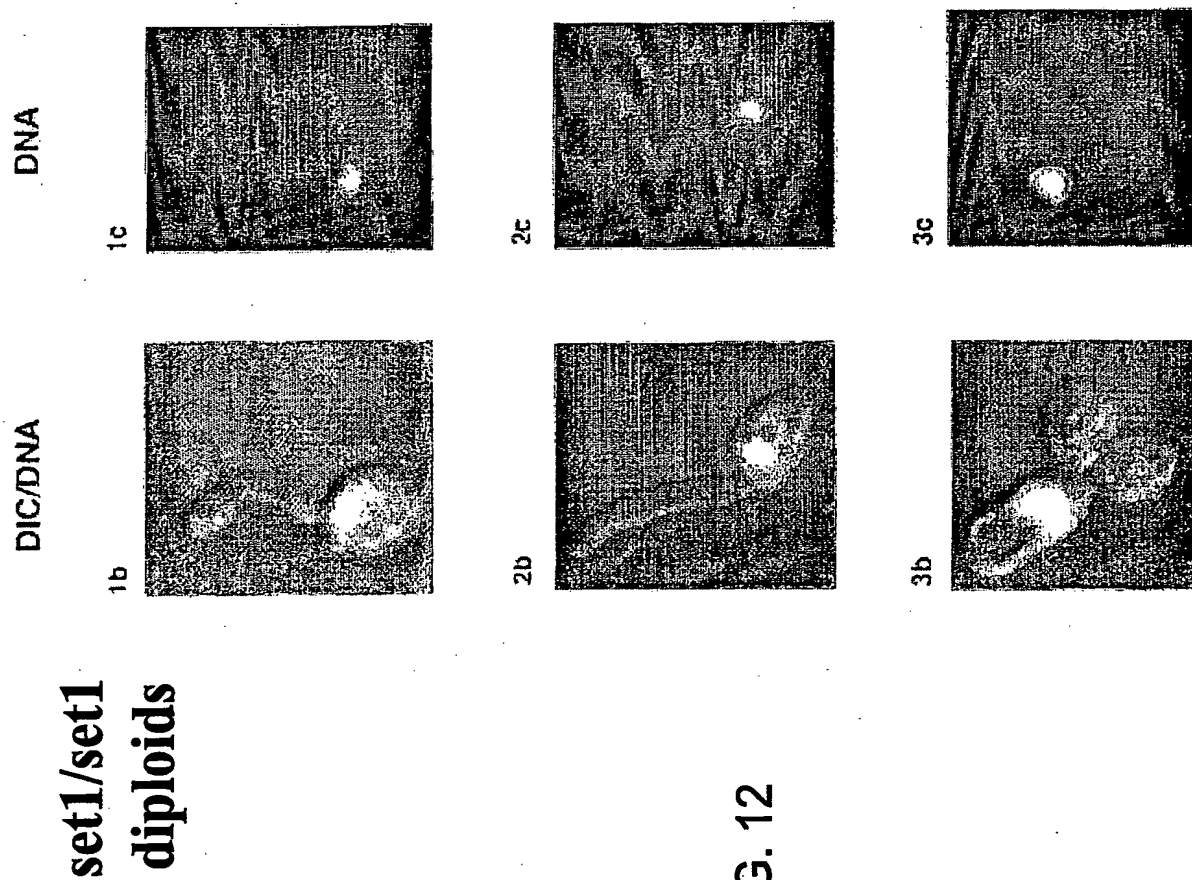 set1/set1
diploids
DIC/DNA
DNA
1b
1c
2b
2c
3b
3c
G. 12